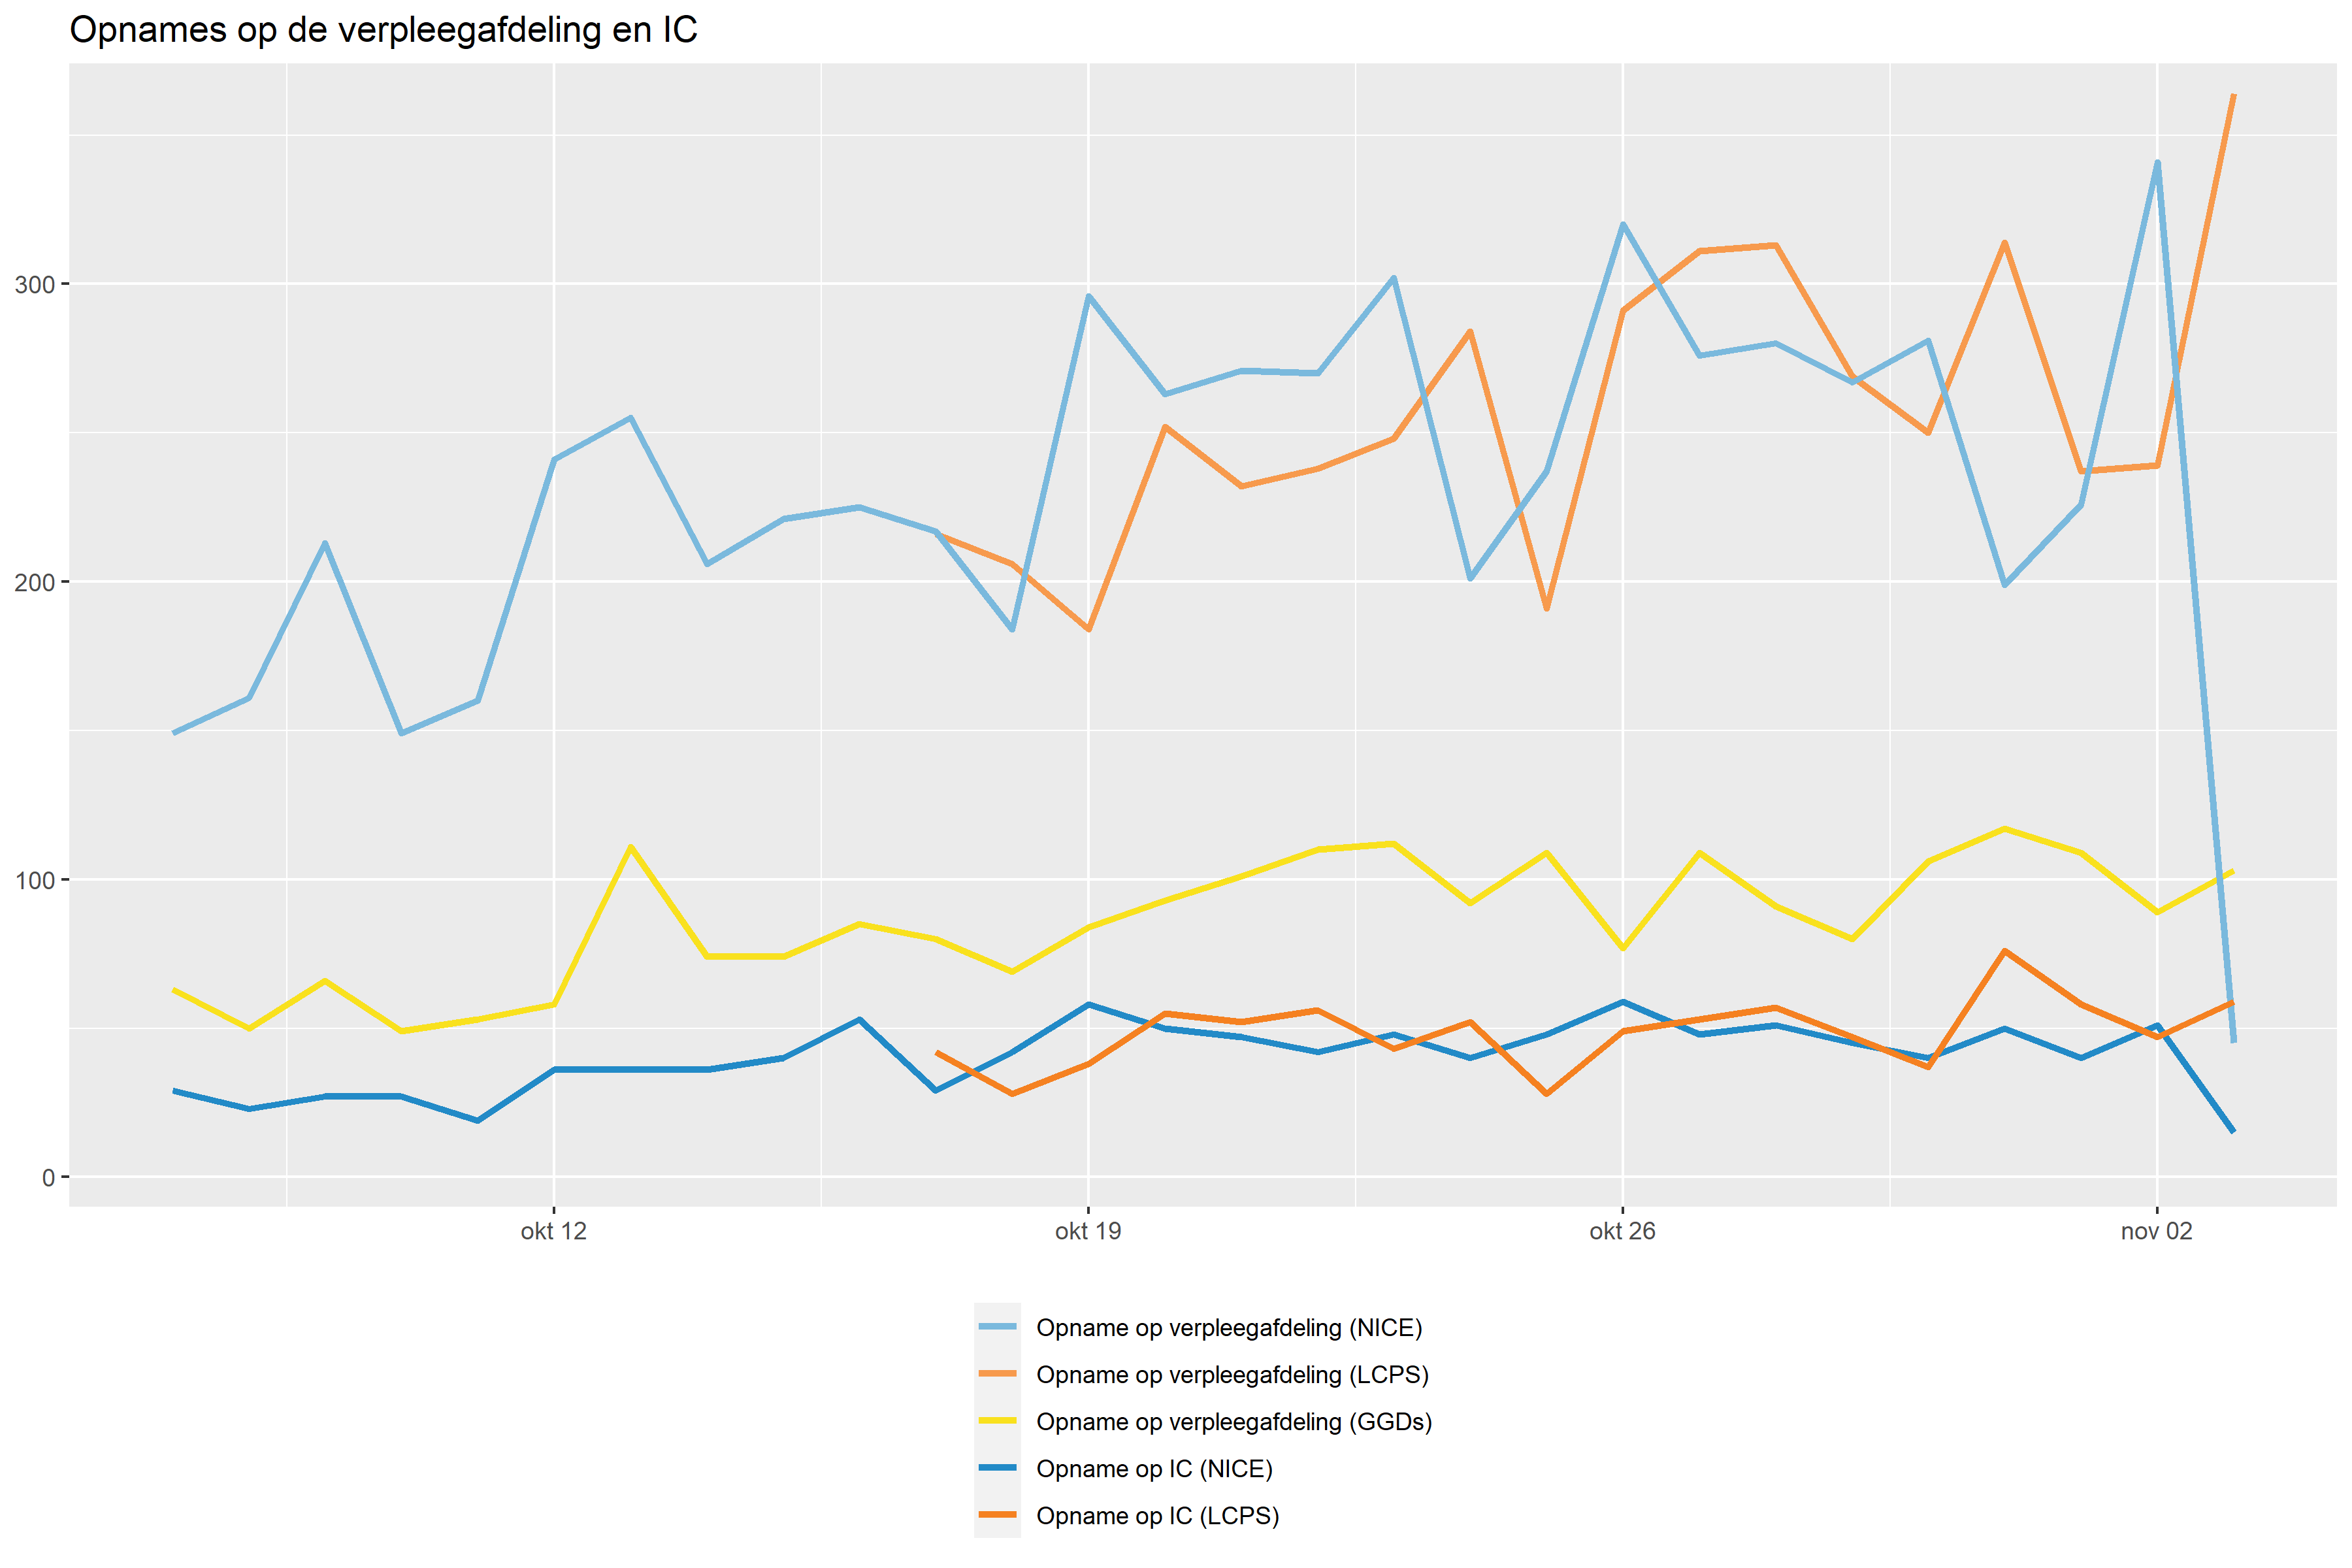 Opnames op de verpleegafdeling en IC
300
200
100
0
okt 12 okt 19 okt 26 nov 02
Opname op verpleegafdeling (NICE)
Opname op verpleegafdeling (LCPS)
Opname op verpleegafdeling (GGDs)
Opname op IC (NICE)
Opname op IC (LCPS)